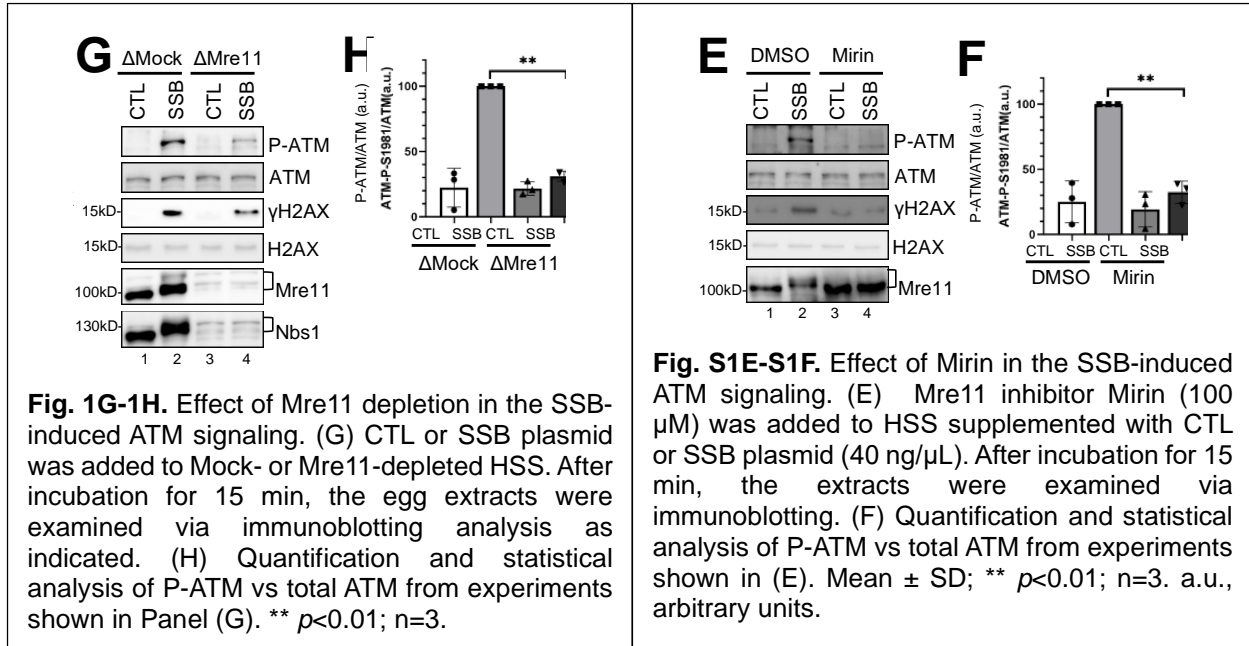 G
ΔMock ΔMre11
CTL SSB CTL SSB
P-ATM
ATM
15kD γH2AX
15kD H2AX
100kD Mre11
130kD Nbs1
1 2 3 4
H
**
P-ATM/ATM (a.u.)
ATM-P-S1981/ATM(a.u.)
100
50
0
CTL SSB CTL SSB
ΔMock ΔMre11
Fig. 1G-1H. Effect of Mre11 depletion in the SSB-
induced ATM signaling. (G) CTL or SSB plasmid
was added to Mock- or Mre11-depleted HSS. After
incubation for 15 min, the egg extracts were
examined via immunoblotting analysis as
indicated. (H) Quantification and statistical
analysis of P-ATM vs total ATM from experiments
shown in Panel (G). ** p<0.01; n=3.
E
DMSO Mirin
CTL SSB CTL SSB
P-ATM
ATM
15kD γH2AX
15kD H2AX
100kD Mre11
1 2 3 4
F
**
P-ATM/ATM (a.u.)
ATM-P-S1981/ATM(a.u.)
100
50
0
CTL SSB CTL SSB
DMSO Mirin
Fig. S1E-S1F. Effect of Mirin in the SSB-induced
ATM signaling. (E) Mre11 inhibitor Mirin (100
µM) was added to HSS supplemented with CTL
or SSB plasmid (40 ng/µL). After incubation for 15
min, the extracts were examined via
immunoblotting. (F) Quantification and statistical
analysis of P-ATM vs total ATM from experiments
shown in (E). Mean ± SD; ** p<0.01; n=3. a.u.,
arbitrary units.